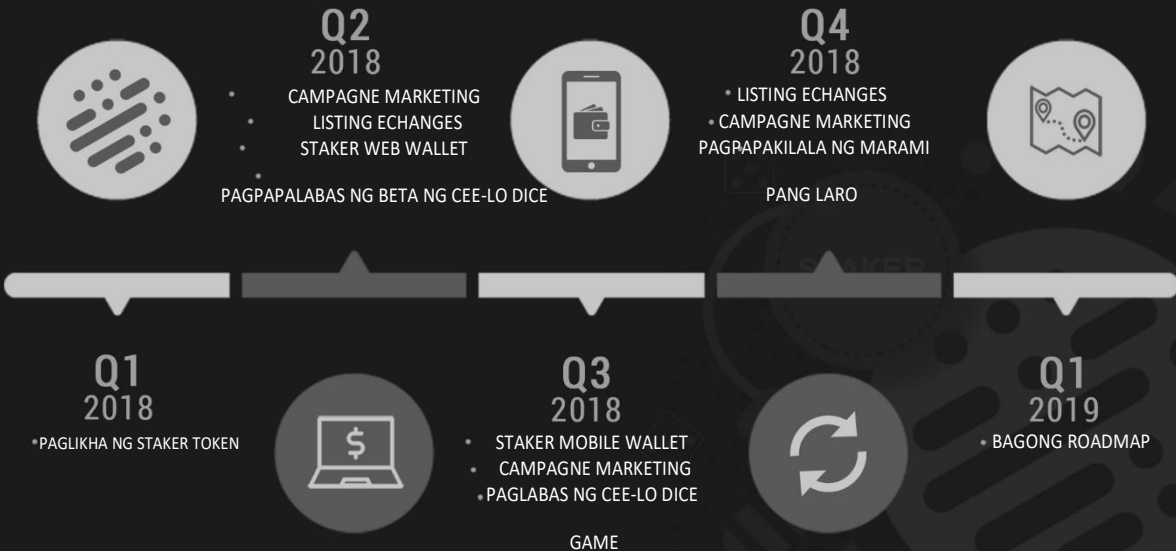 Q2
2018
• CAMPAGNE MARKETING
• LISTING ECHANGES
• STAKER WEB WALLET
•
PAGPAPALABAS NG BETA NG CEE-LO DICE
Q4
2018
• LISTING ECHANGES
• CAMPAGNE MARKETING
PAGPAPAKILALA NG MARAMI
PANG LARO
STAKER
Q1
2018
• PAGLIKHA NG STAKER TOKEN
$
Q3
2018
• STAKER MOBILE WALLET
• CAMPAGNE MARKETING
• PAGLABAS NG CEE-LO DICE
GAME
Q1
2019
• BAGONG ROADMAP